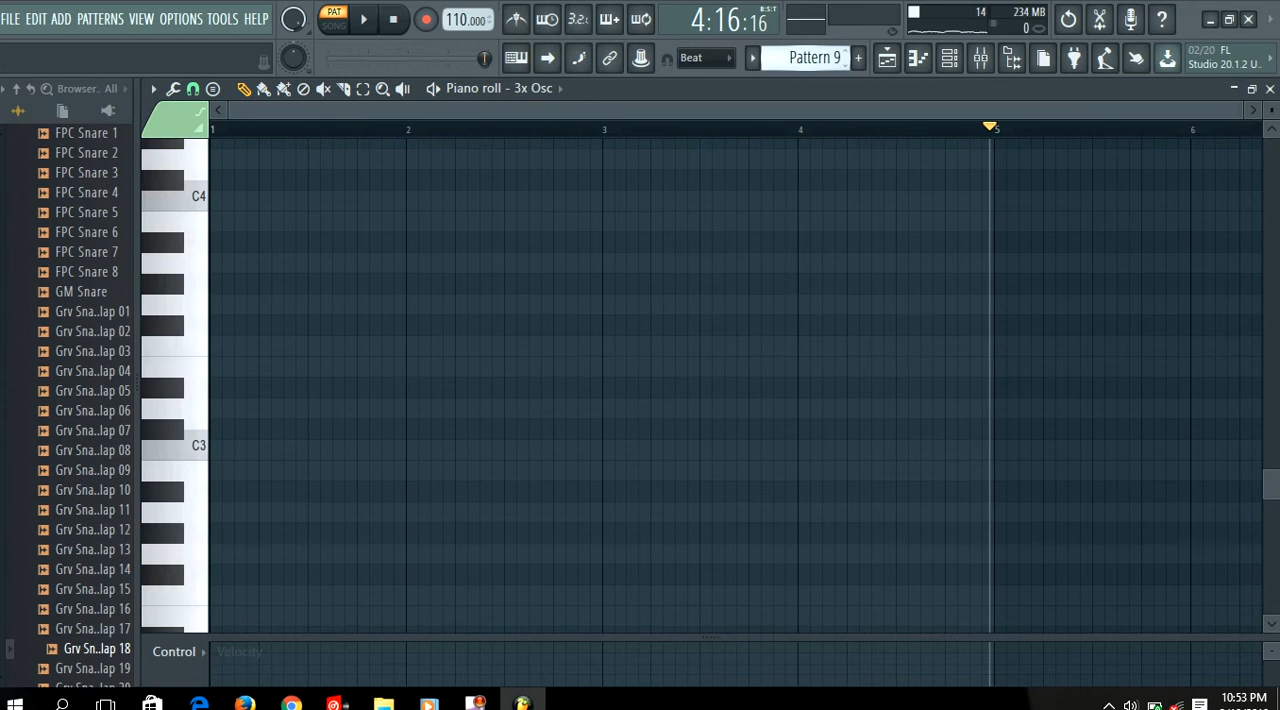 FILE EDIT ADD PATTERNS VIEW OPTIONS TOOLS HELP
PAT
SONG
110.000
3.2
4:16:16
B:S:T
14
234 MB
0
Beat
Pattern 9
02/20 FL
Studio 20.1.2 U..
Browser.. All
Piano roll - 3x Osc
1 2 3 4 5 6
FPC Snare 1
FPC Snare 2
FPC Snare 3
FPC Snare 4
FPC Snare 5
FPC Snare 6
FPC Snare 7
FPC Snare 8
GM Snare
Grv Sna..lap 01
Grv Sna..lap 02
Grv Sna..lap 03
Grv Sna..lap 04
Grv Sna..lap 05
Grv Sna..lap 06
Grv Sna..lap 07
Grv Sna..lap 08
Grv Sna..lap 09
Grv Sna..lap 10
Grv Sna..lap 11
Grv Sna..lap 12
Grv Sna..lap 13
Grv Sna..lap 14
Grv Sna..lap 15
Grv Sna..lap 16
Grv Sna..lap 17
Grv Sn..lap 18
Grv Sna..lap 19
C4
C3
Control
Velocity
10:53 PM